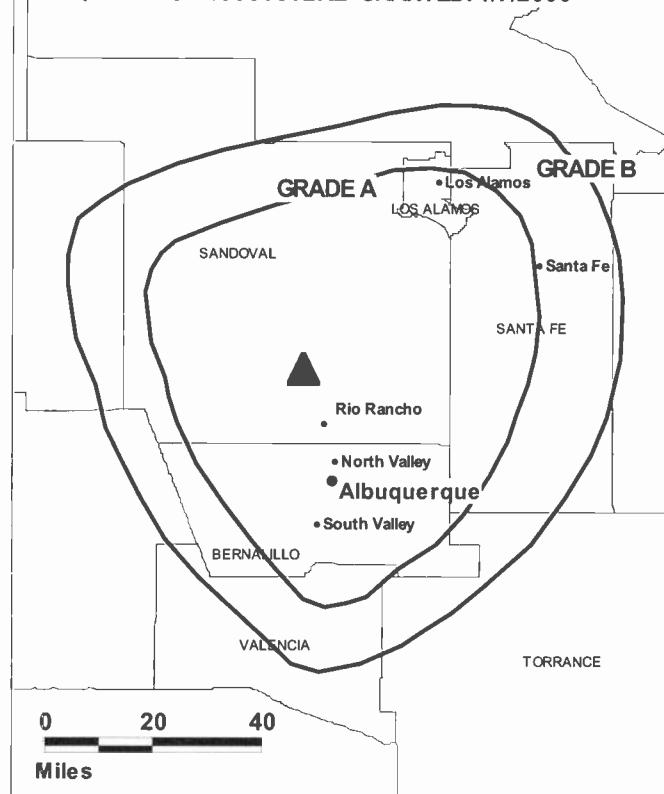 GRADE B
GRADE A
Los Alamos
LOS ALAMOS
SANDOVAL
Santa Fe
SANTA FE
Rio Rancho
North Valley
Albuquerque
South Valley
BERNALILLO
VALENCIA
TORRANCE
0 20 40
Miles